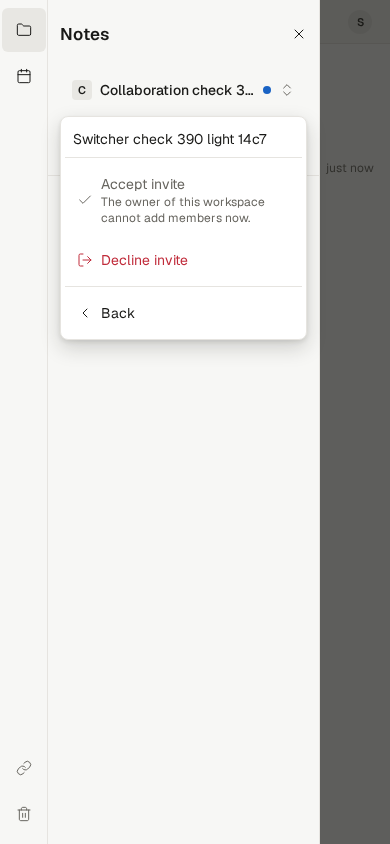 Notes
S
C Collaboration check 3...
Switcher check 390 light 14c7
just now
Accept invite
The owner of this workspace
cannot add members now.
Decline invite
Back